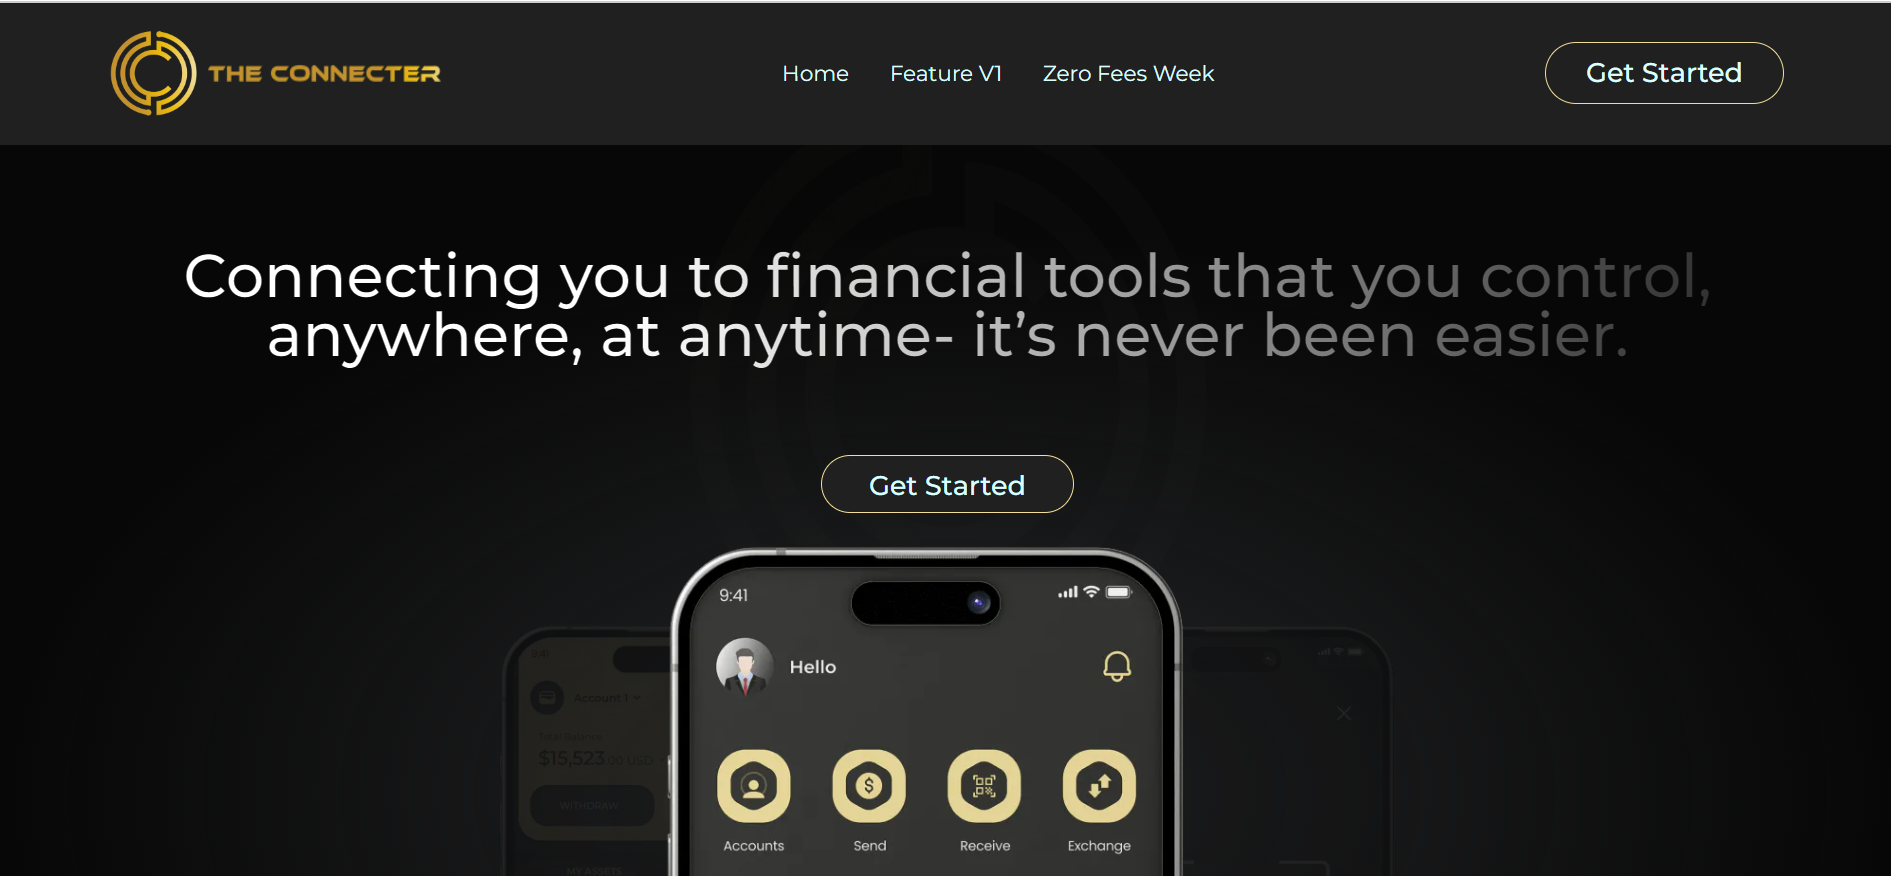 THE CONNECTER
Home Feature V1 Zero Fees Week
Get Started
Connecting you to financial tools that you control,
anywhere, at anytime- it’s never been easier.
Get Started
9:41
Hello
Accounts Send Receive Exchange
9:41
Account 1
Total Balance
$15,523.00 USD
WITHDRAW
MY ASSETS